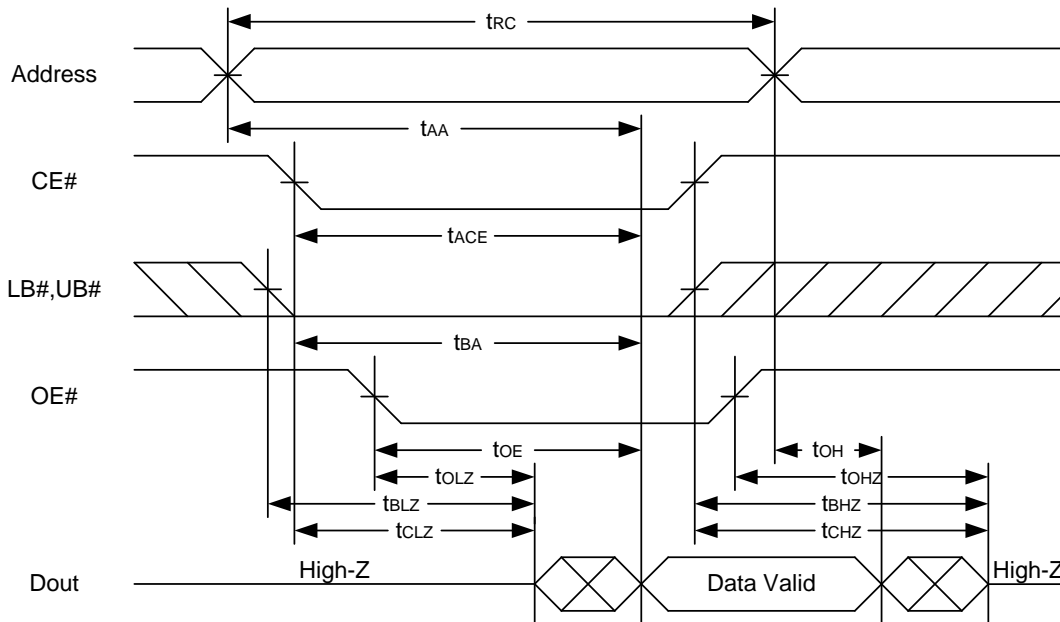 tRC
Address
tAA
CE#
tACE
LB#,UB#
tBA
OE#
tOE
tOH
tOLZ
tOHZ
tBLZ
tBHZ
tCLZ
tCHZ
High-Z
High-Z
Dout
Data Valid